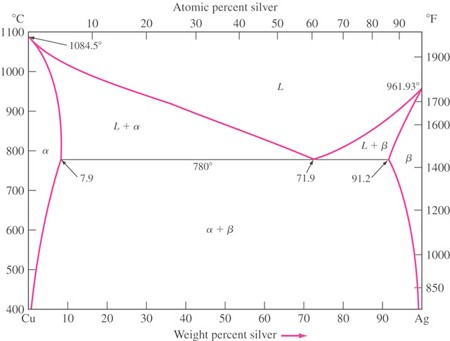 Atomic percent silver
°C 10 20 30 40 50 60 70 80 90 °F
1100
1084.5°
1900
L
961.93°
1000
1700
900
L + α
1600
L + β
800 α β
780°
1400
7.9 71.9 91.2
700
1200
600
α + β
1000
500
850
400
Cu 10 20 30 40 50 60 70 80 90 Ag
Weight percent silver